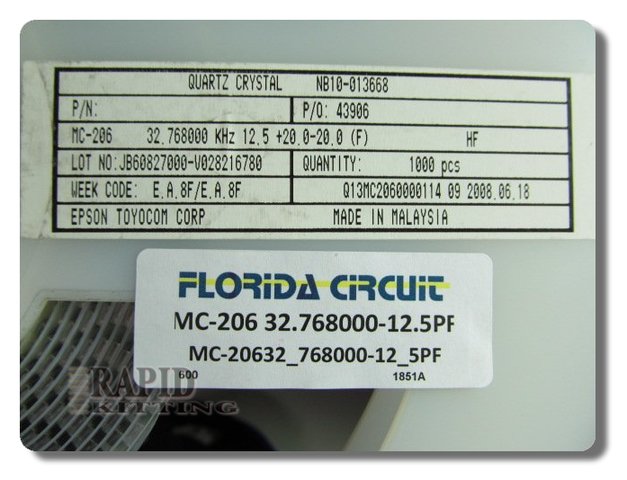 QUARTZ CRYSTAL NB10-013668
P/N: P/O: 43906
MC-206 32.768000 KHz 12.5 +20.0-20.0 (F) HF
LOT NO:JB60827000-V028216780 QUANTITY: 1000 pcs
WEEK CODE: E.A.8F/E.A.8F Q13MC2060000114 09 2008.06.18
EPSON TOYOCOM CORP MADE IN MALAYSIA
FLORiDA CiRCUiT
MC-206 32.768000-12.5PF
MC-20632_768000-12_5PF
600 1851A
RAPID
KITTING